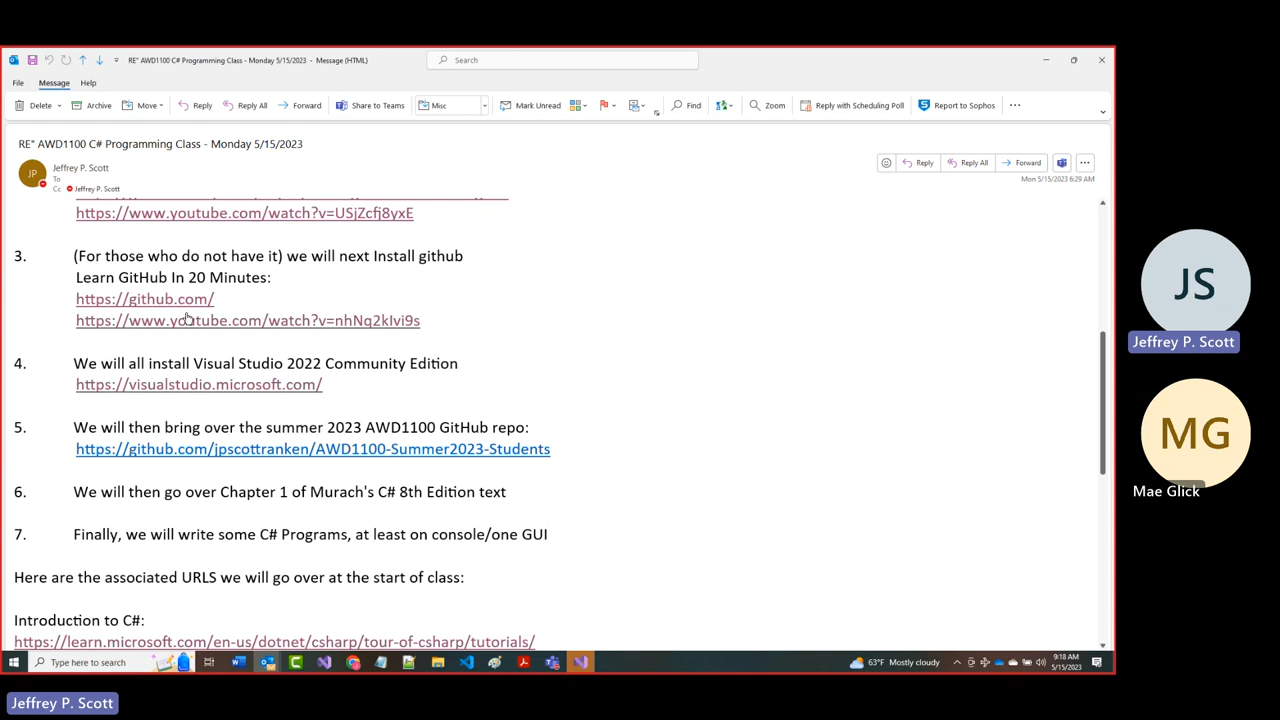 RE" AWD1100 C# Programming Class - Monday 5/15/2023 - Message (HTML)
Search
File Message Help
Delete Archive Move Reply Reply All Forward Share to Teams Misc Mark Unread Find Zoom Reply with Scheduling Poll Report to Sophos
RE" AWD1100 C# Programming Class - Monday 5/15/2023
JP
Jeffrey P. Scott
To
Cc Jeffrey P. Scott
Reply Reply All Forward
Mon 5/15/2023 6:29 AM
https://www.youtube.com/watch?v=USjZcfj8yxE
3. (For those who do not have it) we will next Install github
Learn GitHub In 20 Minutes:
https://github.com/
https://www.youtube.com/watch?v=nhNq2kIvi9s
4. We will all install Visual Studio 2022 Community Edition
https://visualstudio.microsoft.com/
5. We will then bring over the summer 2023 AWD1100 GitHub repo:
https://github.com/jpscottranken/AWD1100-Summer2023-Students
6. We will then go over Chapter 1 of Murach's C# 8th Edition text
7. Finally, we will write some C# Programs, at least on console/one GUI
Here are the associated URLS we will go over at the start of class:
Introduction to C#:
https://learn.microsoft.com/en-us/dotnet/csharp/tour-of-csharp/tutorials/
Type here to search
63°F Mostly cloudy
9:18 AM
5/15/2023
JS
Jeffrey P. Scott
MG
Mae Glick
Jeffrey P. Scott